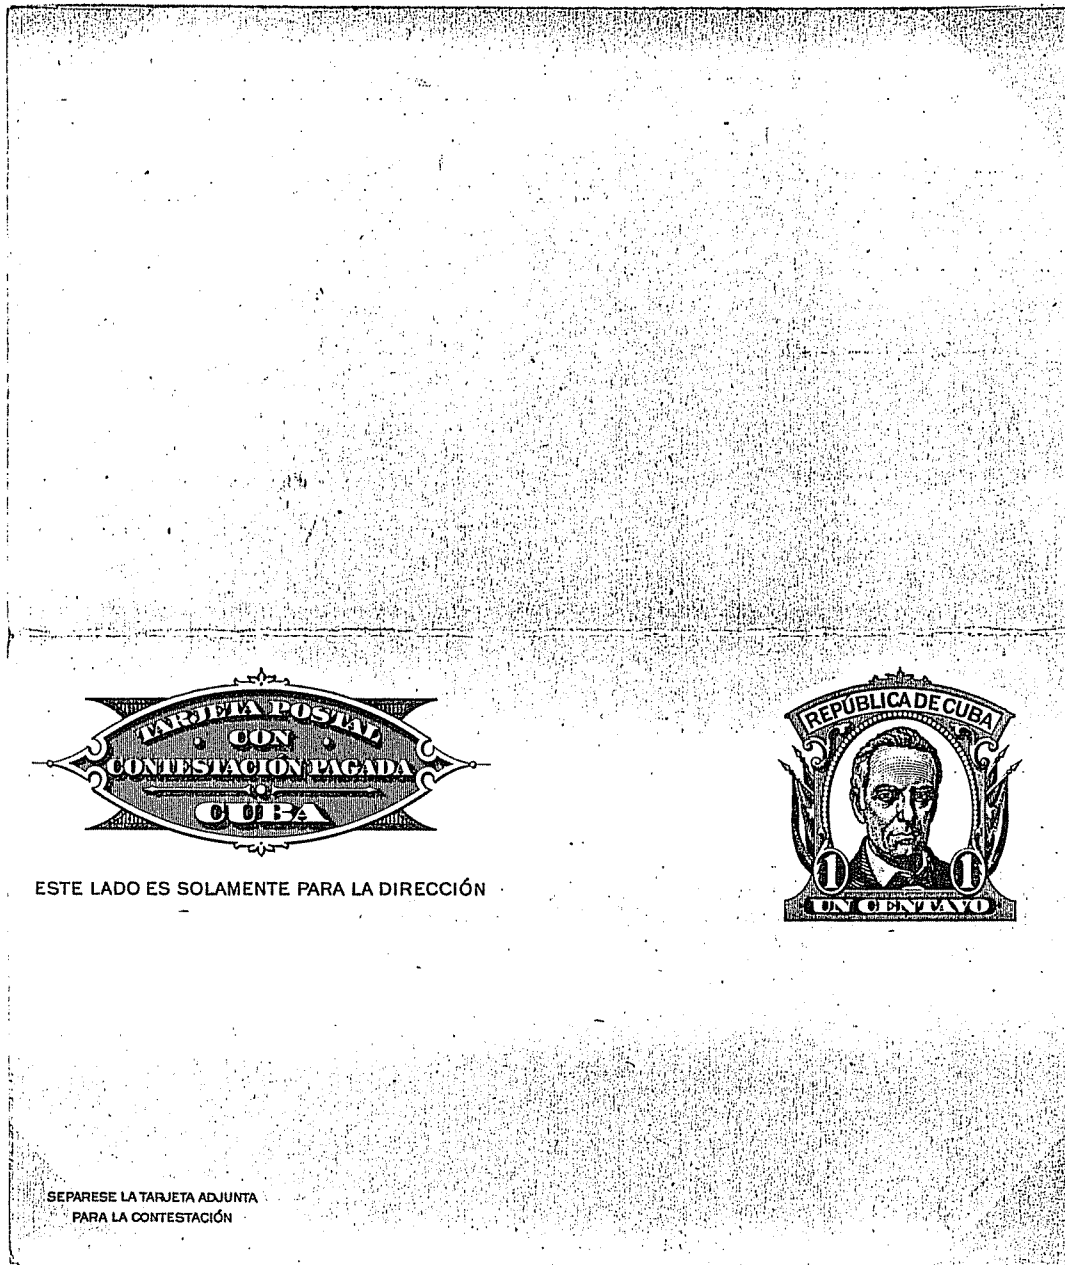 TARJETA POSTAL
CON
CONTESTACIÓN PAGADA
CUBA
ESTE LADO ES SOLAMENTE PARA LA DIRECCIÓN
REPÚBLICA DE CUBA
1 1
UN CENTAVO
SEPARESE LA TARJETA ADJUNTA
PARA LA CONTESTACIÓN